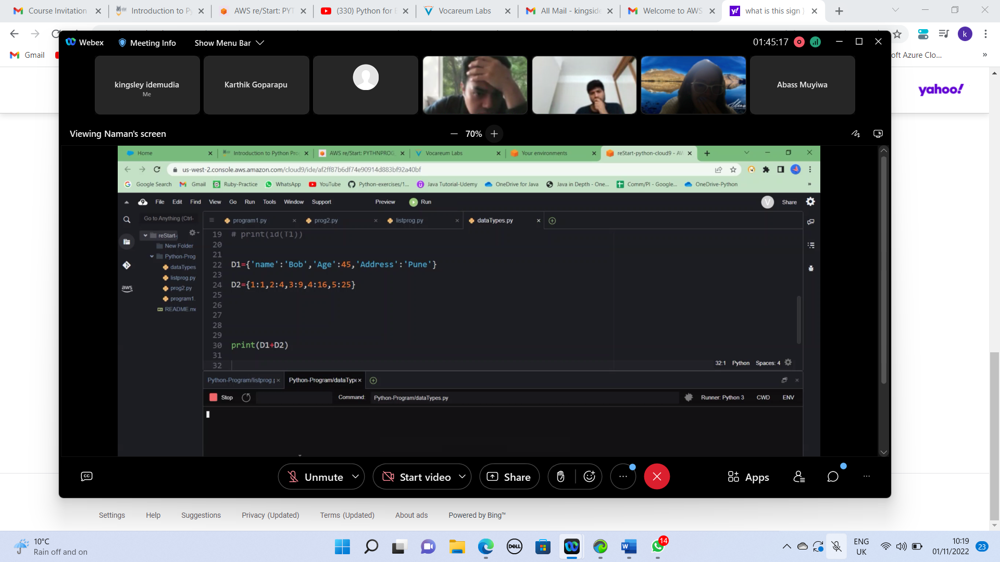 Course Invitation
Introduction to Py
AWS re/Start: PYT
(330) Python for B
Vocareum Labs
All Mail - kingside
Welcome to AWS
what is this sign
Gmail
oft Azure Clo...
»
k
Webex
Meeting Info
Show Menu Bar
01:45:17
kingsley idemudia
Me
Karthik Goparapu
Abass Muyiwa
yahoo!
Viewing Naman's screen
70%
Home
Introduction to Python Pro
AWS re/Start: PYTHNPROG
Vocareum Labs
Your environments
reStart-python-cloud9 - AW
us-west-2.console.aws.amazon.com/cloud9/ide/af2ff87b6df74e90914d883bf92a40bf
Google Search
Gmail
Ruby-Practice
WhatsApp
YouTube
Python-exercises/1...
Java Tutorial-Udemy
OneDrive for Java
Java in Depth - One...
Comm/PI - Google...
OneDrive-Python
»
9
File
Edit
Find
View
Go
Run
Tools
Window
Support
Preview
Run
V
Share
Go to Anything (Ctrl-
program1.py
prog2.py
listprog.py
dataTypes.py
reStart-
New Folder
Python-Prog
dataTypes
listprog.py
prog2.py
program1.
README.me
aws
19 # print(id(T1))
20
21
22 D1={'name':'Bob','Age':45,'Address':'Pune'}
23
24 D2={1:1,2:4,3:9,4:16,5:25}
25
26
27
28
29
30 print(D1+D2)
31
32
32:1 Python Spaces: 4
Python-Program/listprog.p
Python-Program/dataType
Stop
Command:
Python-Program/dataTypes.py
Runner: Python 3
CWD
ENV
CC
Unmute
Start video
Share
Apps
Settings
Help
Suggestions
Privacy (Updated)
Terms (Updated)
About ads
Powered by Bing™
10°C
Rain off and on
DELL
W
14
ENG
UK
10:19
01/11/2022
23